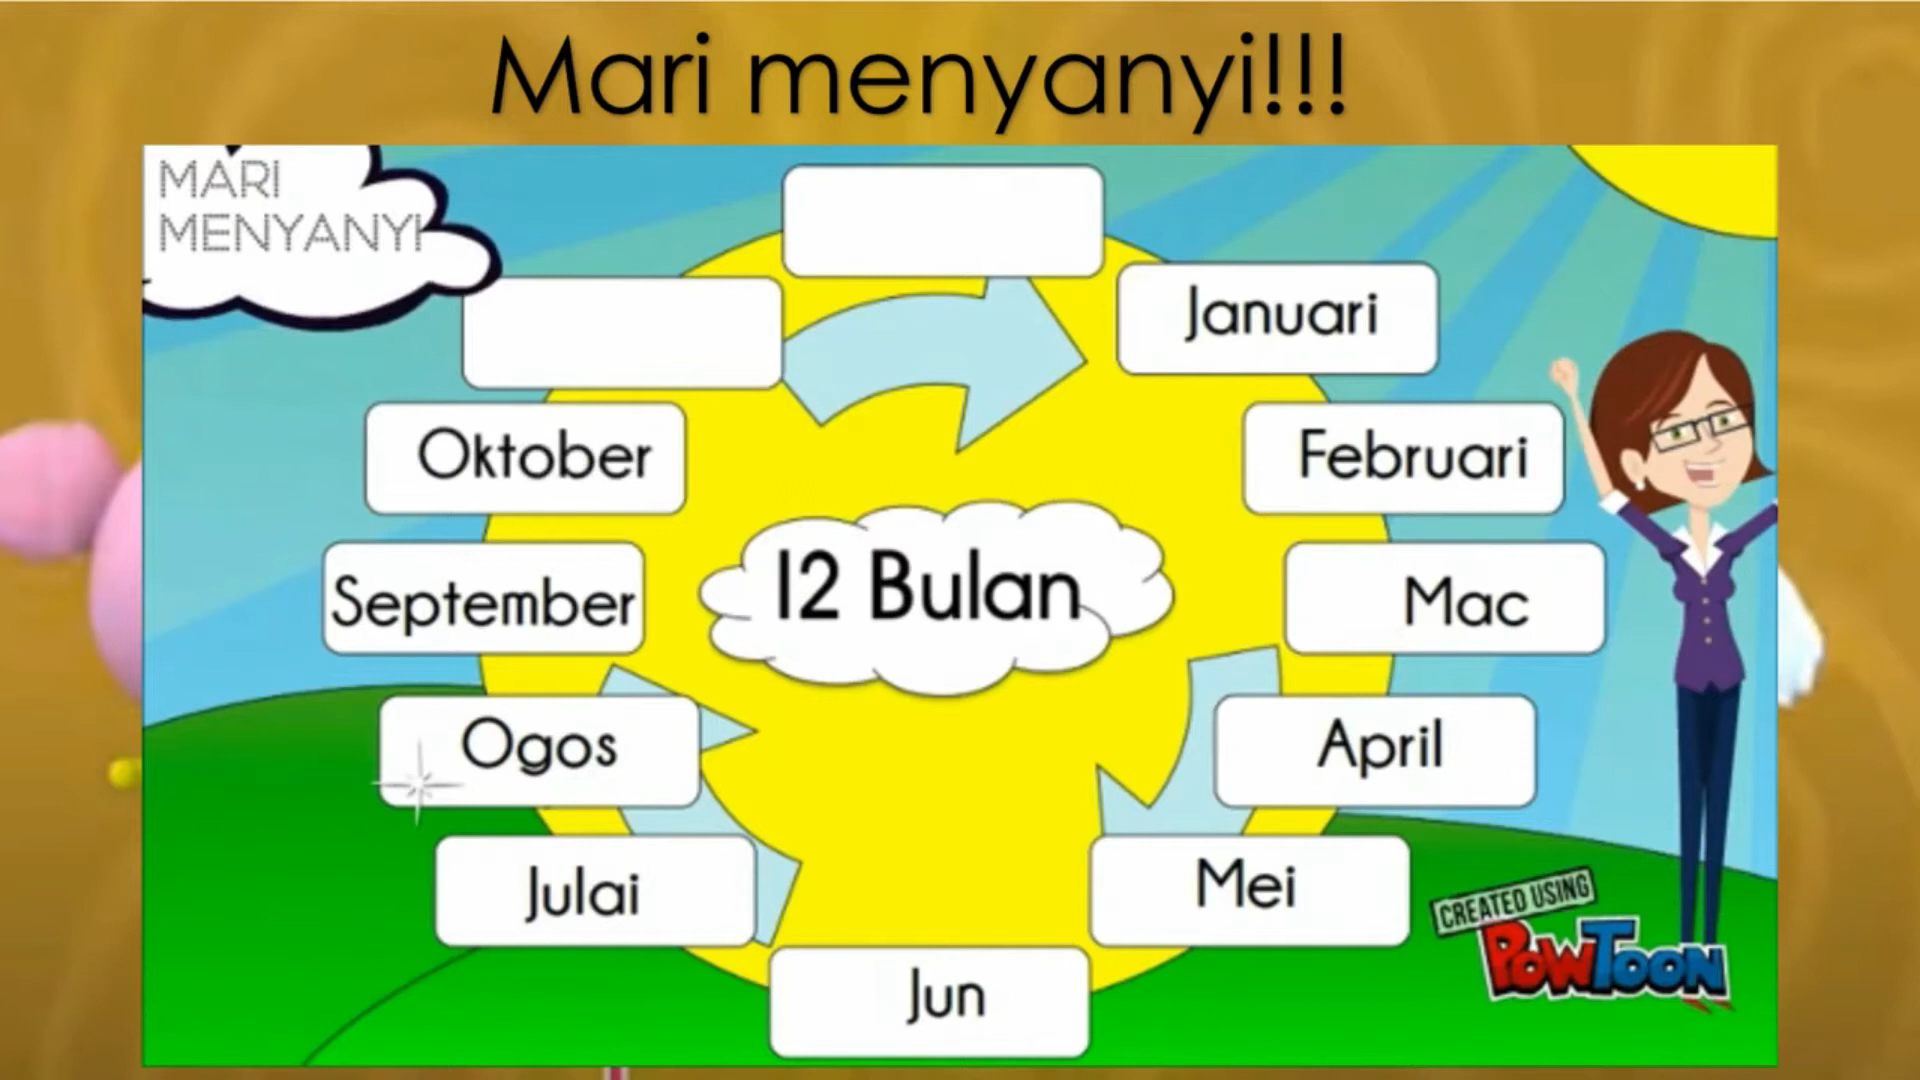 Mari menyanyi!!!
MARI
MENYANYI
Januari
Februari
Mac
April
Mei
Jun
Julai
Ogos
September
Oktober
12 Bulan
CREATED USING
POWTOON